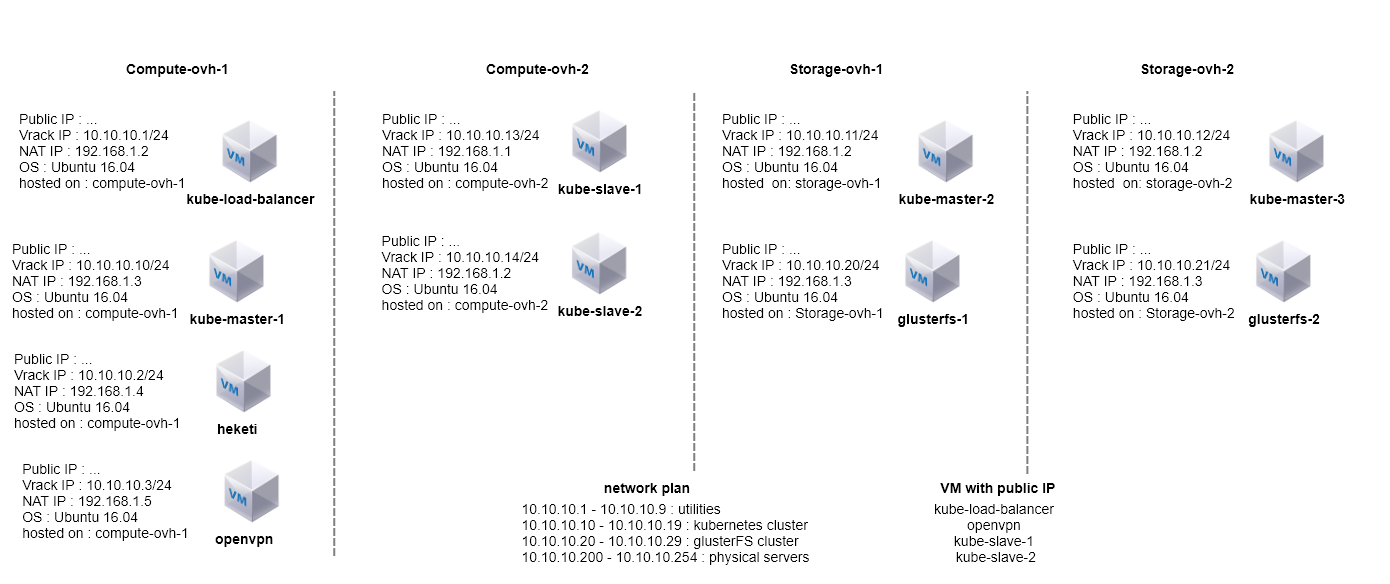 Compute-ovh-1
Compute-ovh-2
Storage-ovh-1
Storage-ovh-2
Public IP : ...
Vrack IP : 10.10.10.1/24
NAT IP : 192.168.1.2
OS : Ubuntu 16.04
hosted on : compute-ovh-1
VM
kube-load-balancer
Public IP : ...
Vrack IP : 10.10.10.10/24
NAT IP : 192.168.1.3
OS : Ubuntu 16.04
hosted on : compute-ovh-1
VM
kube-master-1
Public IP : ...
Vrack IP : 10.10.10.2/24
NAT IP : 192.168.1.4
OS : Ubuntu 16.04
hosted on : compute-ovh-1
VM
heketi
Public IP : ...
Vrack IP : 10.10.10.3/24
NAT IP : 192.168.1.5
OS : Ubuntu 16.04
hosted on : compute-ovh-1
VM
openvpn
Public IP : ...
Vrack IP : 10.10.10.13/24
NAT IP : 192.168.1.1
OS : Ubuntu 16.04
hosted on : compute-ovh-2
VM
kube-slave-1
Public IP : ...
Vrack IP : 10.10.10.14/24
NAT IP : 192.168.1.2
OS : Ubuntu 16.04
hosted on : compute-ovh-2
VM
kube-slave-2
Public IP : ...
Vrack IP : 10.10.10.11/24
NAT IP : 192.168.1.2
OS : Ubuntu 16.04
hosted  on: storage-ovh-1
VM
kube-master-2
Public IP : ...
Vrack IP : 10.10.10.20/24
NAT IP : 192.168.1.3
OS : Ubuntu 16.04
hosted on : Storage-ovh-1
VM
glusterfs-1
Public IP : ...
Vrack IP : 10.10.10.12/24
NAT IP : 192.168.1.2
OS : Ubuntu 16.04
hosted  on: storage-ovh-2
VM
kube-master-3
Public IP : ...
Vrack IP : 10.10.10.21/24
NAT IP : 192.168.1.3
OS : Ubuntu 16.04
hosted on : Storage-ovh-2
VM
glusterfs-2
network plan
10.10.10.1 - 10.10.10.9 : utilities
10.10.10.10 - 10.10.10.19 : kubernetes cluster
10.10.10.20 - 10.10.10.29 : glusterFS cluster
10.10.10.200 - 10.10.10.254 : physical servers
VM with public IP
kube-load-balancer
openvpn
kube-slave-1
kube-slave-2